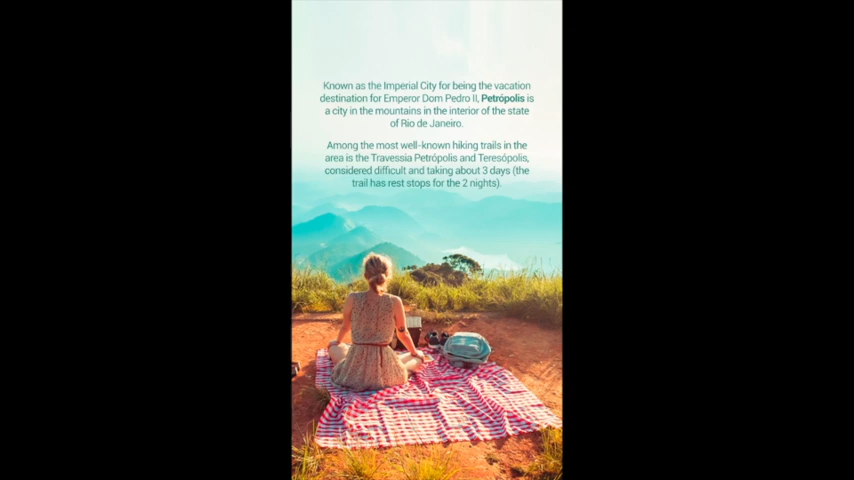 Known as the Imperial City for being the vacation
destination for Emperor Dom Pedro II, Petrópolis is
a city in the mountains in the interior of the state
of Rio de Janeiro.
Among the most well-known hiking trails in the
area is the Travessia Petrópolis and Teresópolis,
considered difficult and taking about 3 days (the
trail has rest stops for the 2 nights).